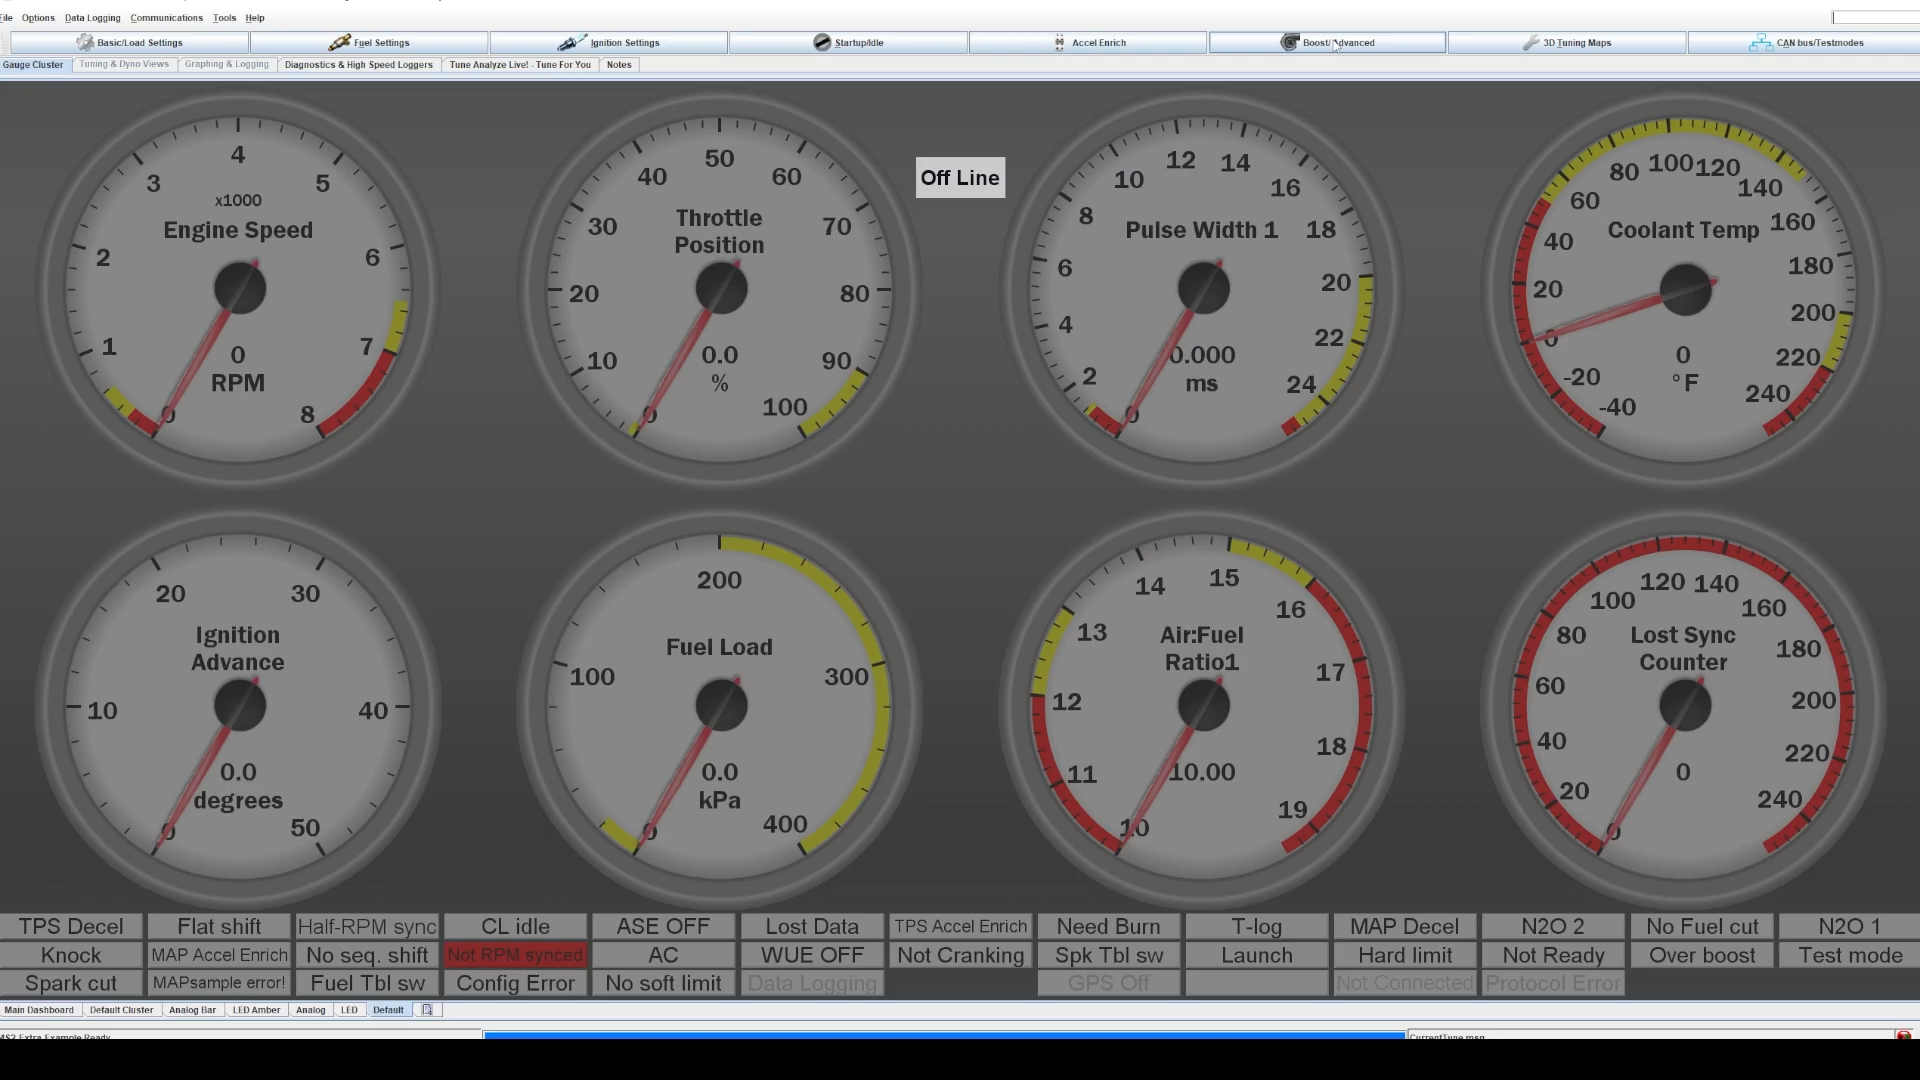 File Options Data Logging Communications Tools Help
Basic/Load Settings Fuel Settings Ignition Settings Startup/Idle Accel Enrich Boost/Advanced 3D Tuning Maps CAN bus/Testmodes
Gauge Cluster Tuning & Dyno Views Graphing & Logging Diagnostics & High Speed Loggers Tune Analyze Live! - Tune For You Notes
Off Line
0 1 2 3 4 5 6 7 8
x1000
Engine Speed
0
RPM
0 10 20 30 40 50 60 70 80 90 100
Throttle
Position
0.0
%
0 2 4 6 8 10 12 14 16 18 20 22 24
Pulse Width 1
0.000
ms
-40 -20 0 20 40 60 80 100 120 140 160 180 200 220 240
Coolant Temp
0
°F
0 10 20 30 40 50
Ignition
Advance
0.0
degrees
0 100 200 300 400
Fuel Load
0.0
kPa
10 11 12 13 14 15 16 17 18 19
Air:Fuel
Ratio1
10.00
0 20 40 60 80 100 120 140 160 180 200 220 240
Lost Sync
Counter
0
TPS Decel Flat shift Half-RPM sync CL idle ASE OFF Lost Data TPS Accel Enrich Need Burn T-log MAP Decel N2O 2 No Fuel cut N2O 1
Knock MAP Accel Enrich No seq. shift Not RPM synced AC WUE OFF Not Cranking Spk Tbl sw Launch Hard limit Not Ready Over boost Test mode
Spark cut MAPsample error! Fuel Tbl sw Config Error No soft limit Data Logging GPS Off Not Connected Protocol Error
Main Dashboard Default Cluster Analog Bar LED Amber Analog LED Default
MS2 Extra Example Ready CurrentTune.msq